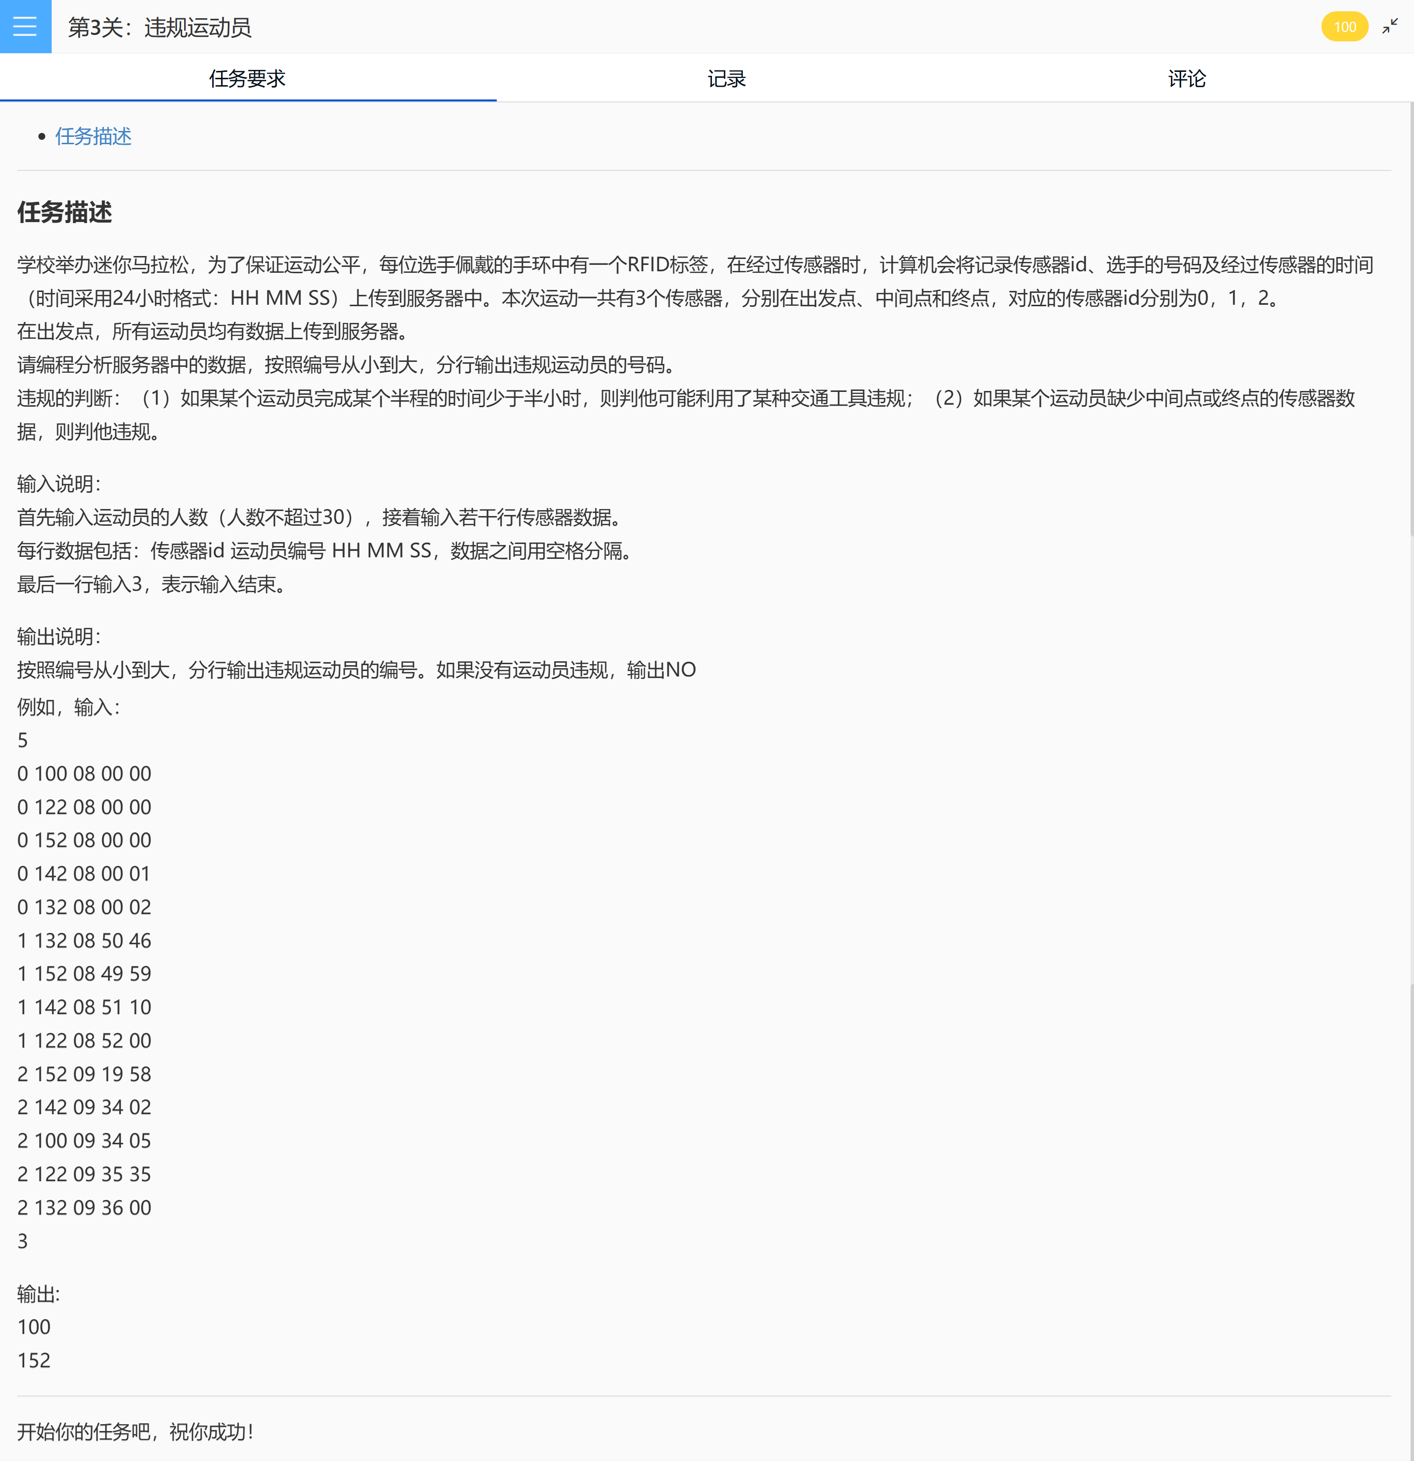 第3关：违规运动员
100
任务要求
记录
评论
任务描述
任务描述
学校举办迷你马拉松，为了保证运动公平，每位选手佩戴的手环中有一个RFID标签，在经过传感器时，计算机会将记录传感器id、选手的号码及经过传感器的时间
（时间采用24小时格式：HH MM SS）上传到服务器中。本次运动一共有3个传感器，分别在出发点、中间点和终点，对应的传感器id分别为0，1，2。
在出发点，所有运动员均有数据上传到服务器。
请编程分析服务器中的数据，按照编号从小到大，分行输出违规运动员的号码。
违规的判断：（1）如果某个运动员完成某个半程的时间少于半小时，则判他可能利用了某种交通工具违规；（2）如果某个运动员缺少中间点或终点的传感器数
据，则判他违规。
输入说明：
首先输入运动员的人数（人数不超过30），接着输入若干行传感器数据。
每行数据包括：传感器id 运动员编号 HH MM SS，数据之间用空格分隔。
最后一行输入3，表示输入结束。
输出说明：
按照编号从小到大，分行输出违规运动员的编号。如果没有运动员违规，输出NO
例如，输入：
5
0 100 08 00 00
0 122 08 00 00
0 152 08 00 00
0 142 08 00 01
0 132 08 00 02
1 132 08 50 46
1 152 08 49 59
1 142 08 51 10
1 122 08 52 00
2 152 09 19 58
2 142 09 34 02
2 100 09 34 05
2 122 09 35 35
2 132 09 36 00
3
输出:
100
152
开始你的任务吧，祝你成功！